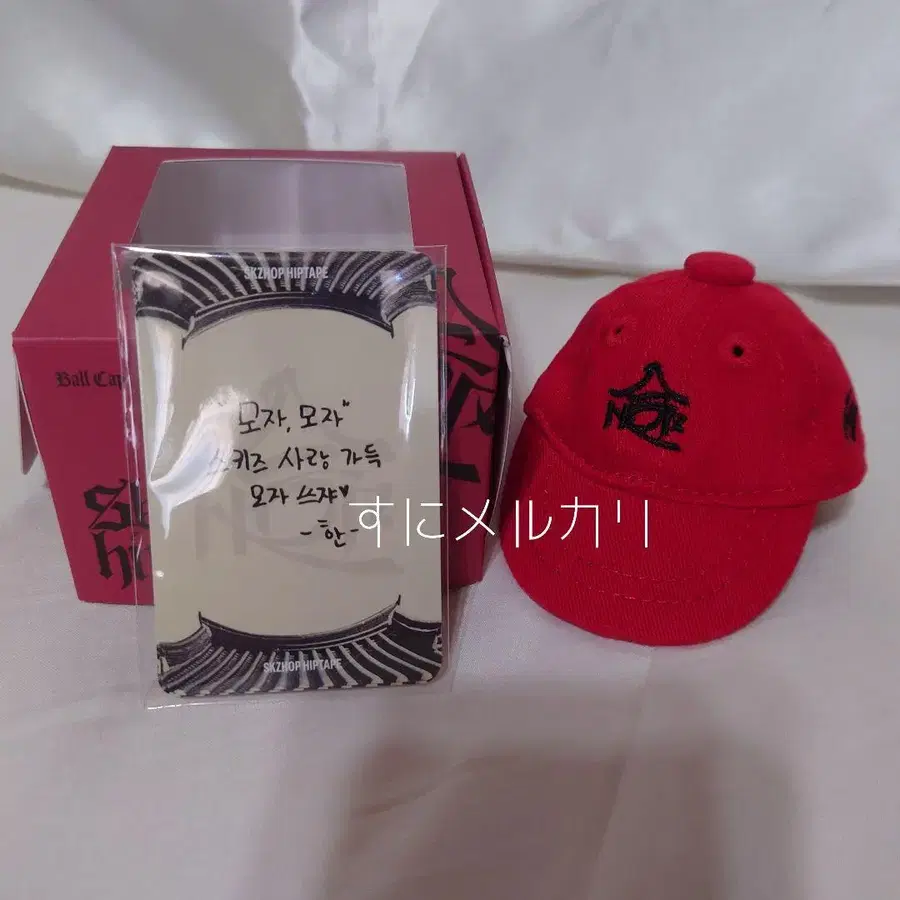 SKZHOP HIPTAPE
"모자, 모자"
스키즈 사랑 가득
모자 쓰쟈♥
-한-
SKZHOP HIPTAPE
Ball Cap
すにメルカリ